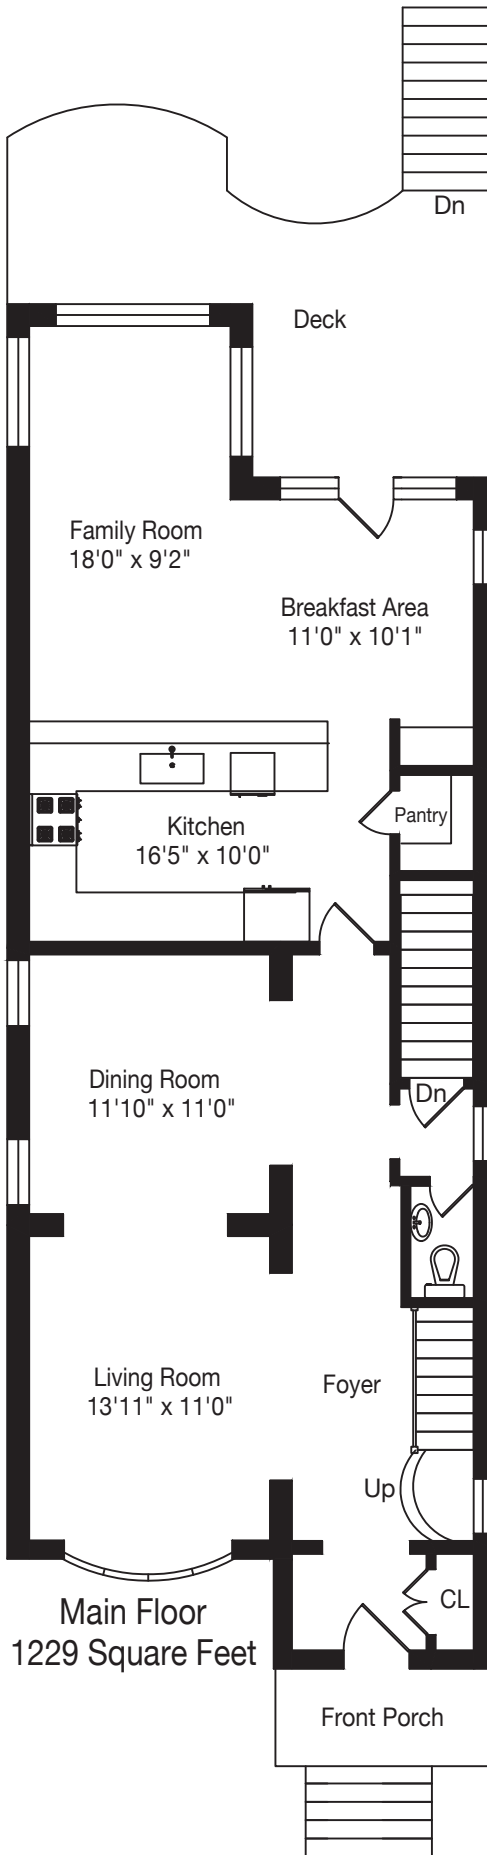 Dn
Deck
Family Room
18'0" x 9'2"
Breakfast Area
11'0" x 10'1"
Kitchen
16'5" x 10'0"
Pantry
Dining Room
11'10" x 11'0"
Dn
Living Room
13'11" x 11'0"
Foyer
Up
CL
Main Floor
1229 Square Feet
Front Porch